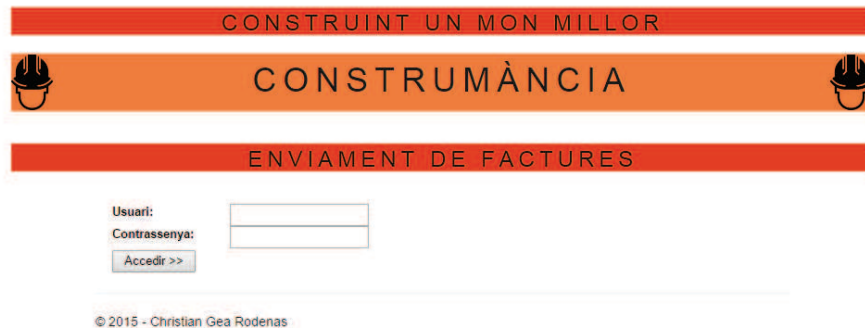 CONSTRUINT UN MON MILLOR
CONSTRUMÀNCIA
ENVIAMENT DE FACTURES
Usuari:
Contrassenya:
Accedir >>
© 2015 - Christian Gea Rodenas